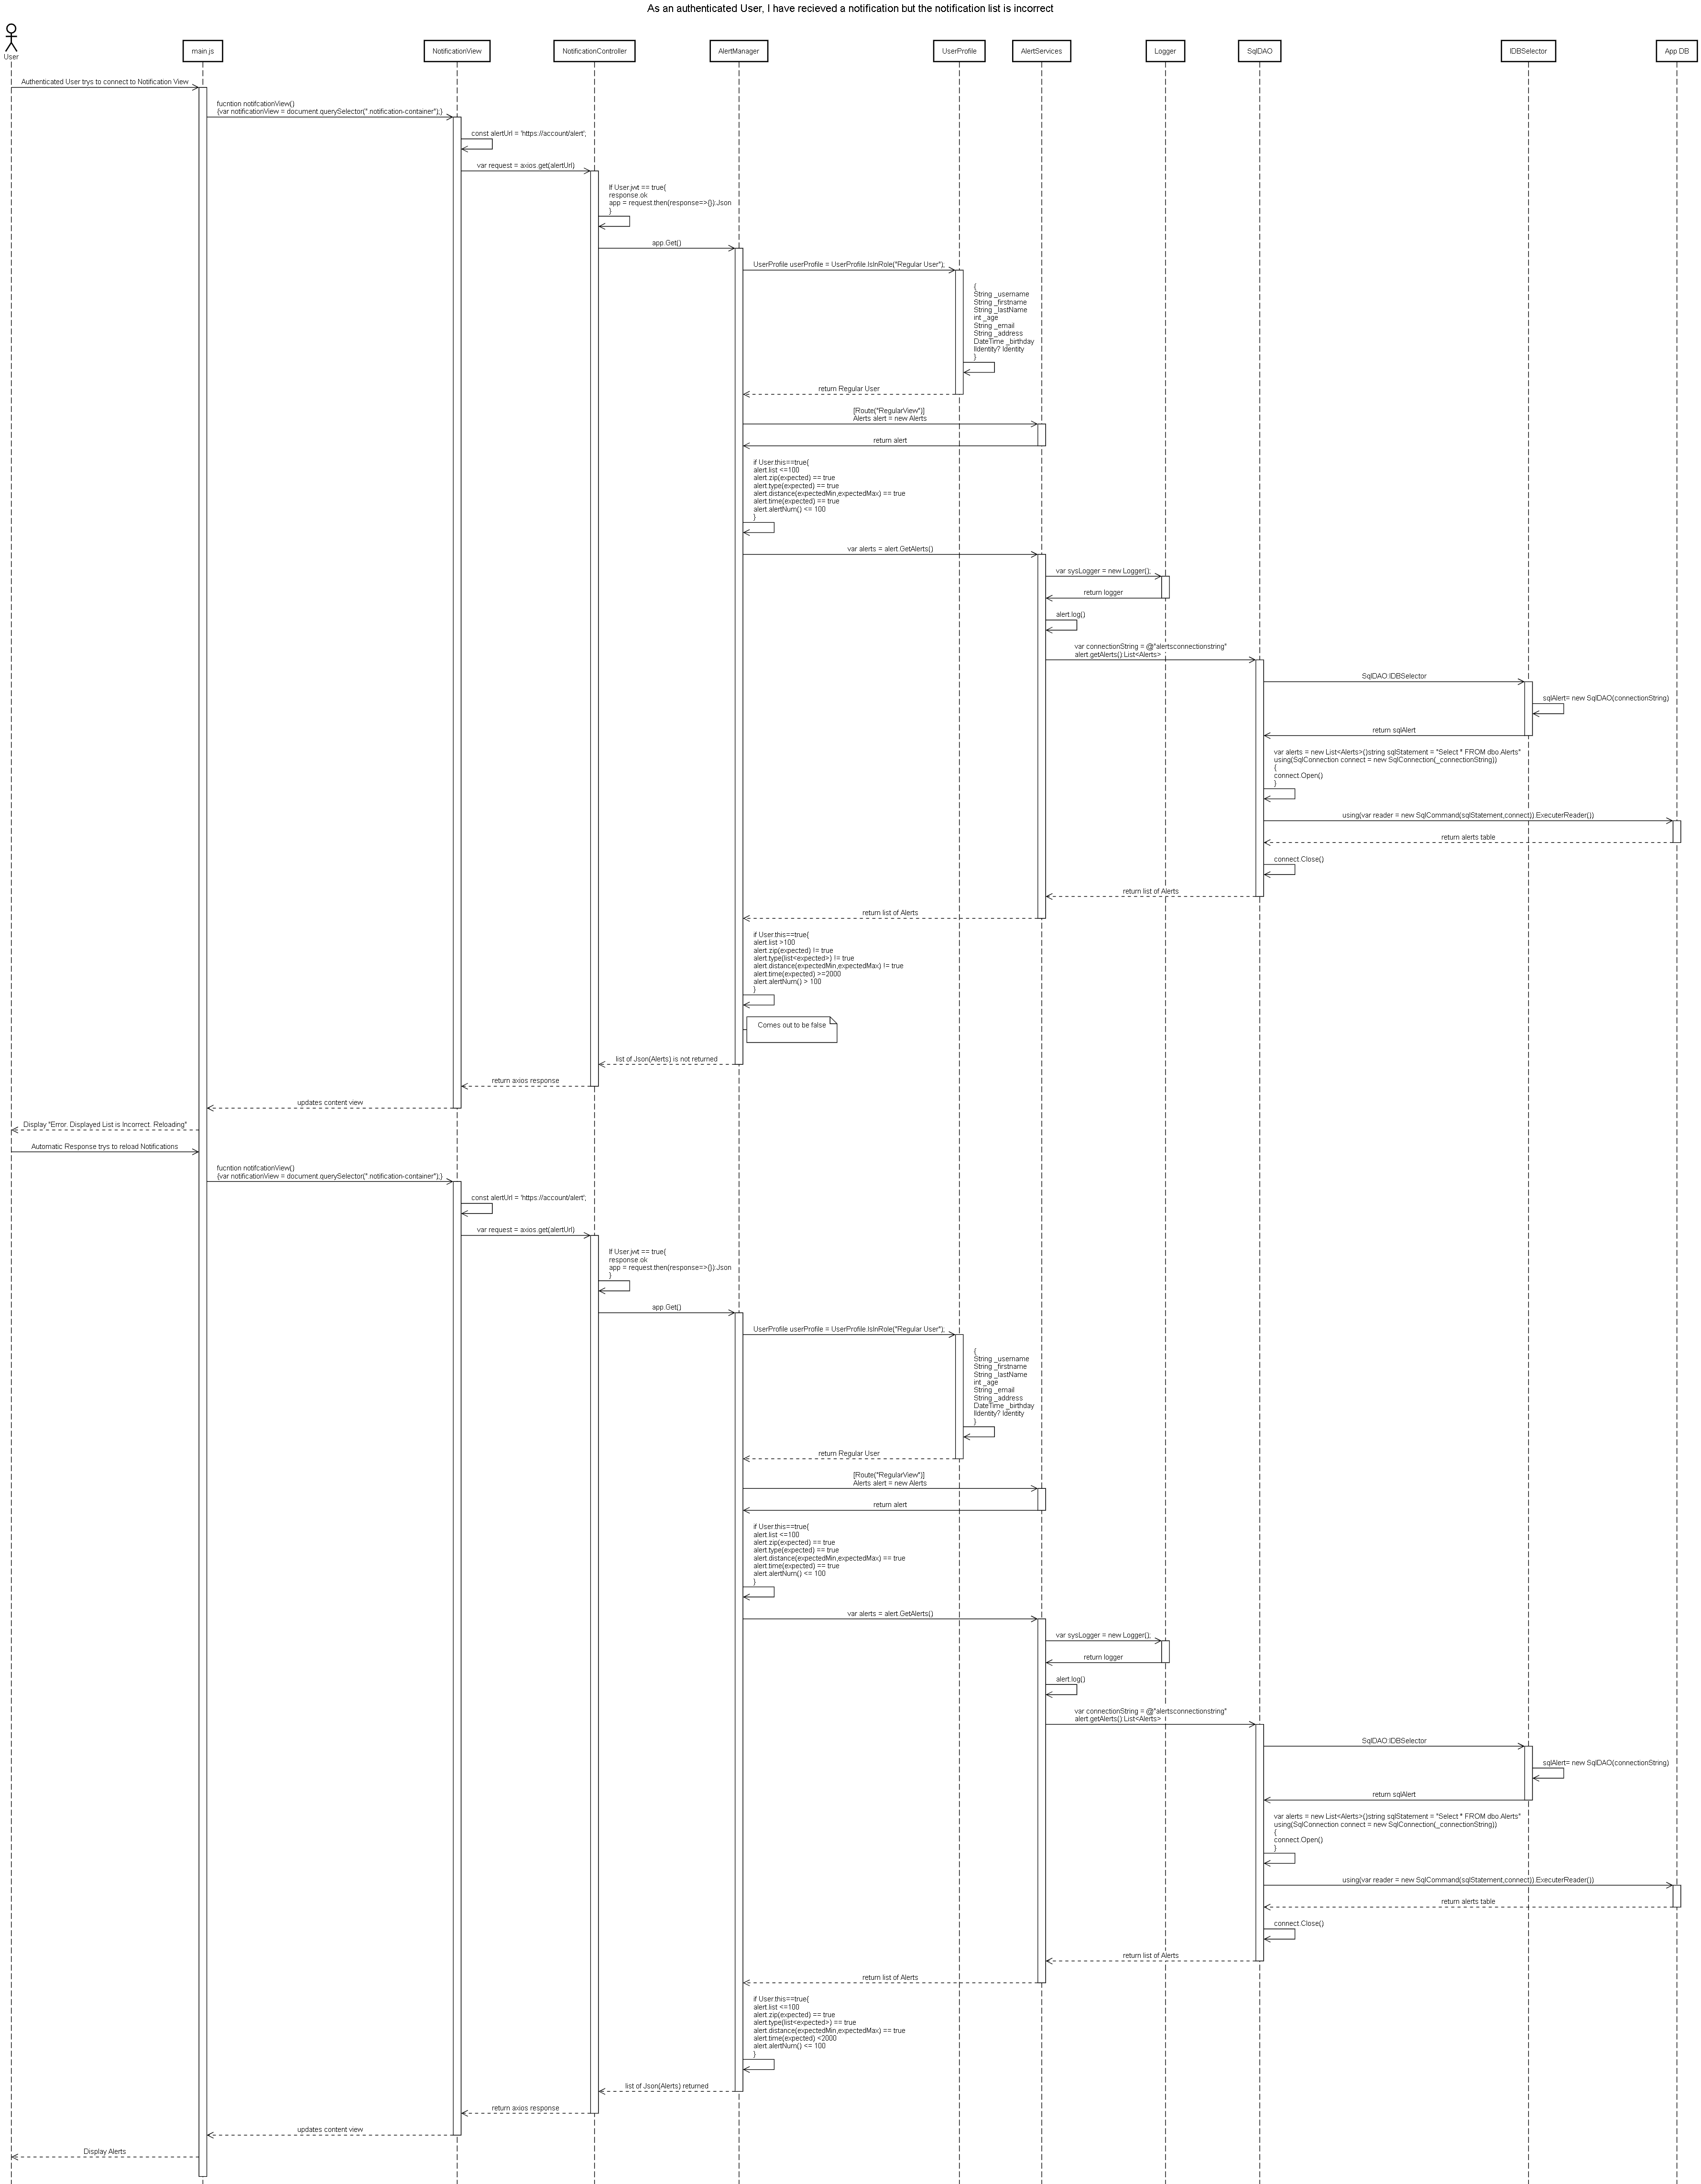 As an authenticated User, I have recieved a notification but the notification list is incorrect
User
main.js
NotificationView
NotificationController
AlertManager
UserProfile
AlertServices
Logger
SqlDAO
IDBSelector
App DB
Authenticated User trys to connect to Notification View
fucntion notifcationView()
{var notificationView = document.querySelector(".notification-container");}
const alertUrl = 'https://account/alert';
var request = axios.get(alertUrl)
If User.jwt == true{
response.ok
app = request.then(response=>{}):Json
}
app.Get()
UserProfile userProfile = UserProfile.IsInRole("Regular User");
{
String _username
String _firstname
String _lastName
int _age
String _email
String _address
DateTime _birthday
IIdentity? Identity
}
return Regular User
[Route("RegularView")]
Alerts alert = new Alerts
return alert
if User.this==true{
alert.list <=100
alert.zip(expected) == true
alert.type(expected) == true
alert.distance(expectedMin,expectedMax) == true
alert.time(expected) == true
alert.alertNum() <= 100
}
var alerts = alert.GetAlerts()
var sysLogger = new Logger();
return logger
alert.log()
var connectionString = @"alertsconnectionstring"
alert.getAlerts():List<Alerts>
SqlDAO:IDBSelector
sqlAlert= new SqlDAO(connectionString)
return sqlAlert
var alerts = new List<Alerts>()string sqlStatement = "Select * FROM dbo.Alerts"
using(SqlConnection connect = new SqlConnection(_connectionString))
{
connect.Open()
}
using(var reader = new SqlCommand(sqlStatement,connect)).ExecuterReader())
return alerts table
connect.Close()
return list of Alerts
return list of Alerts
if User.this==true{
alert.list >100
alert.zip(expected) != true
alert.type(list<expected>) != true
alert.distance(expectedMin,expectedMax) != true
alert.time(expected) >=2000
alert.alertNum() > 100
}
Comes out to be false
list of Json(Alerts) is not returned
return axios response
updates content view
Display "Error. Displayed List is Incorrect. Reloading"
Automatic Response trys to reload Notifications
fucntion notifcationView()
{var notificationView = document.querySelector(".notification-container");}
const alertUrl = 'https://account/alert';
var request = axios.get(alertUrl)
If User.jwt == true{
response.ok
app = request.then(response=>{}):Json
}
app.Get()
UserProfile userProfile = UserProfile.IsInRole("Regular User");
{
String _username
String _firstname
String _lastName
int _age
String _email
String _address
DateTime _birthday
IIdentity? Identity
}
return Regular User
[Route("RegularView")]
Alerts alert = new Alerts
return alert
if User.this==true{
alert.list <=100
alert.zip(expected) == true
alert.type(expected) == true
alert.distance(expectedMin,expectedMax) == true
alert.time(expected) == true
alert.alertNum() <= 100
}
var alerts = alert.GetAlerts()
var sysLogger = new Logger();
return logger
alert.log()
var connectionString = @"alertsconnectionstring"
alert.getAlerts():List<Alerts>
SqlDAO:IDBSelector
sqlAlert= new SqlDAO(connectionString)
return sqlAlert
var alerts = new List<Alerts>()string sqlStatement = "Select * FROM dbo.Alerts"
using(SqlConnection connect = new SqlConnection(_connectionString))
{
connect.Open()
}
using(var reader = new SqlCommand(sqlStatement,connect)).ExecuterReader())
return alerts table
connect.Close()
return list of Alerts
return list of Alerts
if User.this==true{
alert.list <=100
alert.zip(expected) == true
alert.type(list<expected>) == true
alert.distance(expectedMin,expectedMax) == true
alert.time(expected) <2000
alert.alertNum() <= 100
}
list of Json(Alerts) returned
return axios response
updates content view
Display Alerts